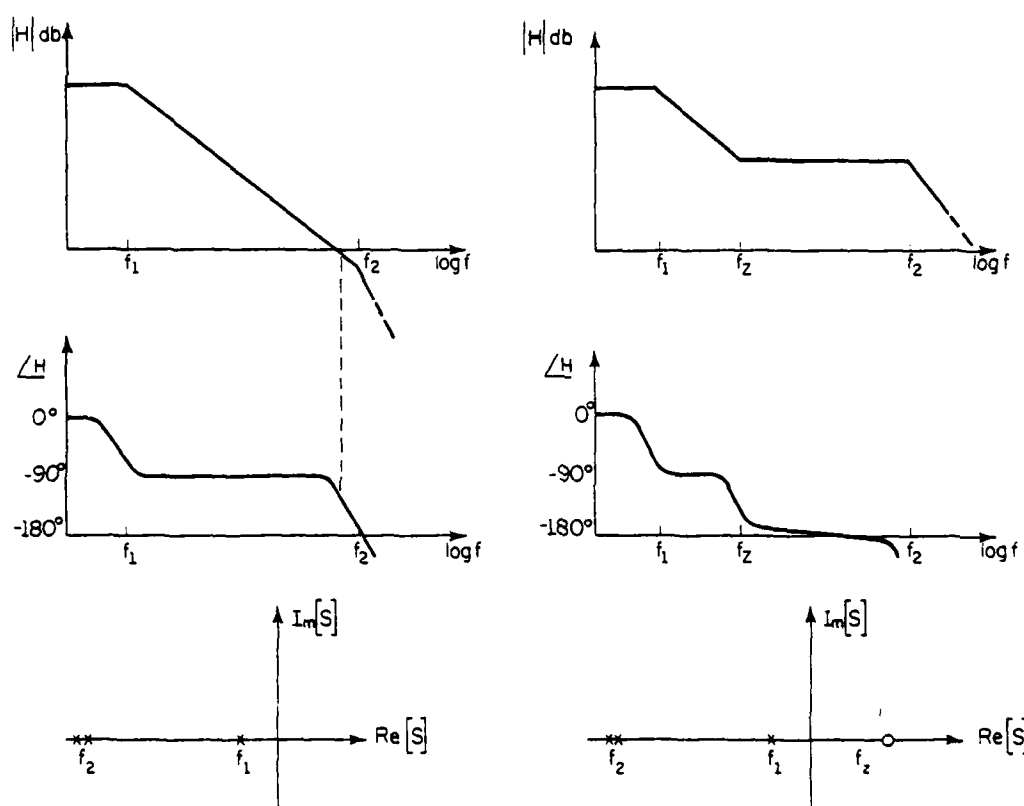 |H| db
f1
f2
log f
∠H
0°
-90°
-180°
f1
f2
log f
Im[S]
Re[S]
f2
f1
|H| db
f1
fZ
f2
log f
∠H
0°
-90°
-180°
f1
fZ
f2
log f
Im[S]
Re[S]
f2
f1
fz